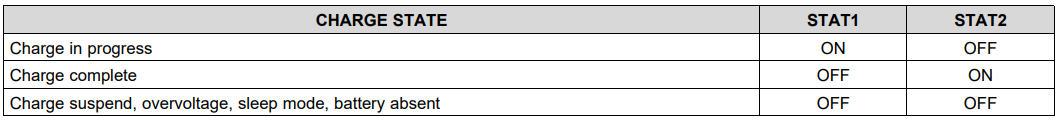 CHARGE STATE STAT1 STAT2
Charge in progress ON OFF
Charge complete OFF ON
Charge suspend, overvoltage, sleep mode, battery absent OFF OFF